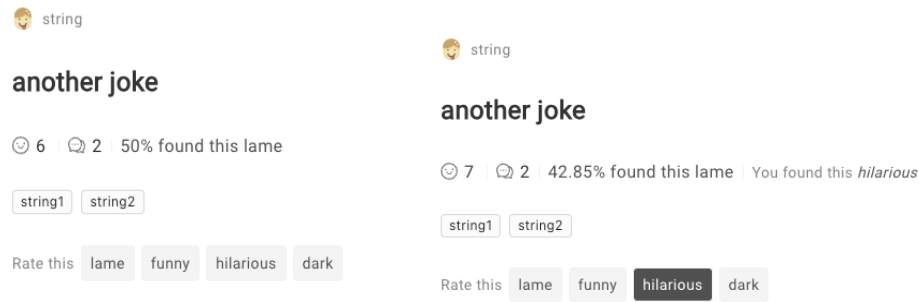 string
another joke
6 2 50% found this lame
string1 string2
Rate this lame funny hilarious dark
string
another joke
7 2 42.85% found this lame You found this hilarious
string1 string2
Rate this lame funny hilarious dark